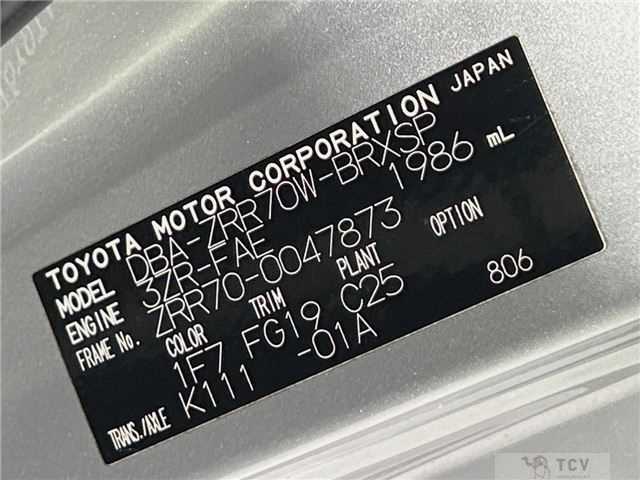 TOYOTA MOTOR CORPORATION JAPAN
MODEL DBA-ZRR70W-BRXSP
ENGINE 3ZR-FAE 1986 mL
FRAME No. ZRR70-0047873
COLOR TRIM PLANT OPTION
1F7 FG19 C25 806
TRANS./AXLE K111 -01A
TCV